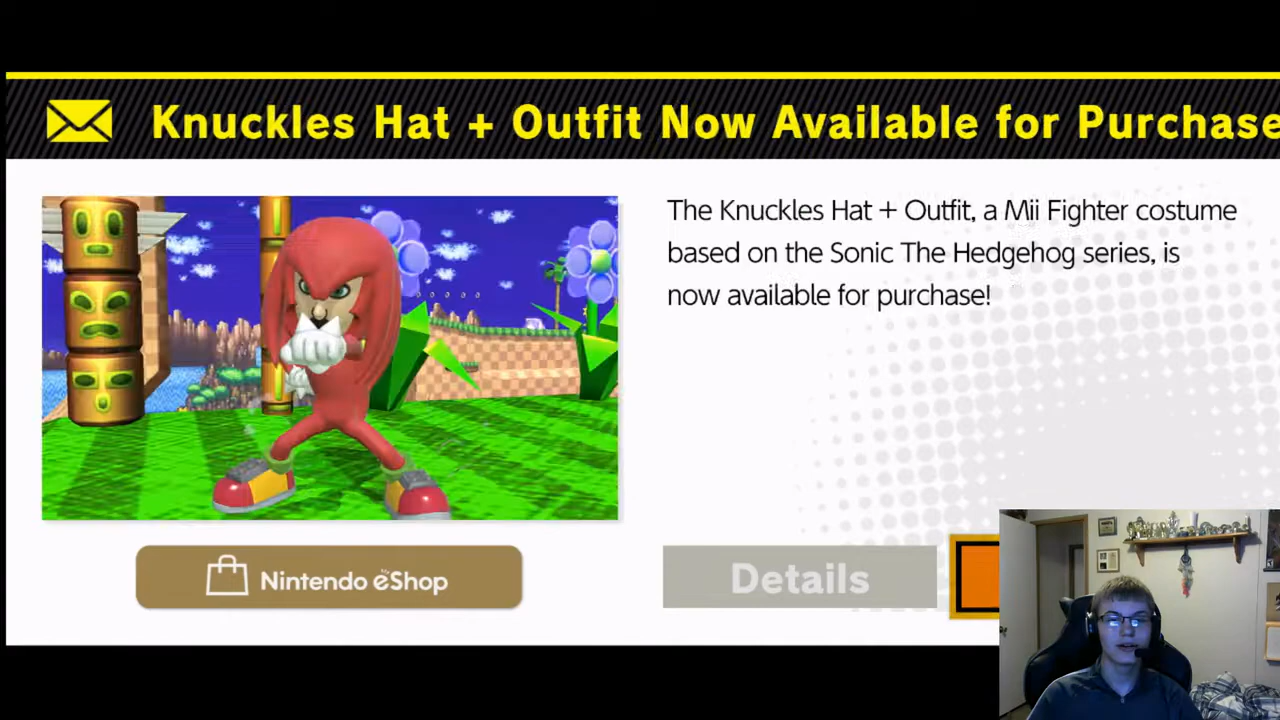 Knuckles Hat + Outfit Now Available for Purchase
The Knuckles Hat + Outfit, a Mii Fighter costume
based on the Sonic The Hedgehog series, is
now available for purchase!
Nintendo eShop
Details